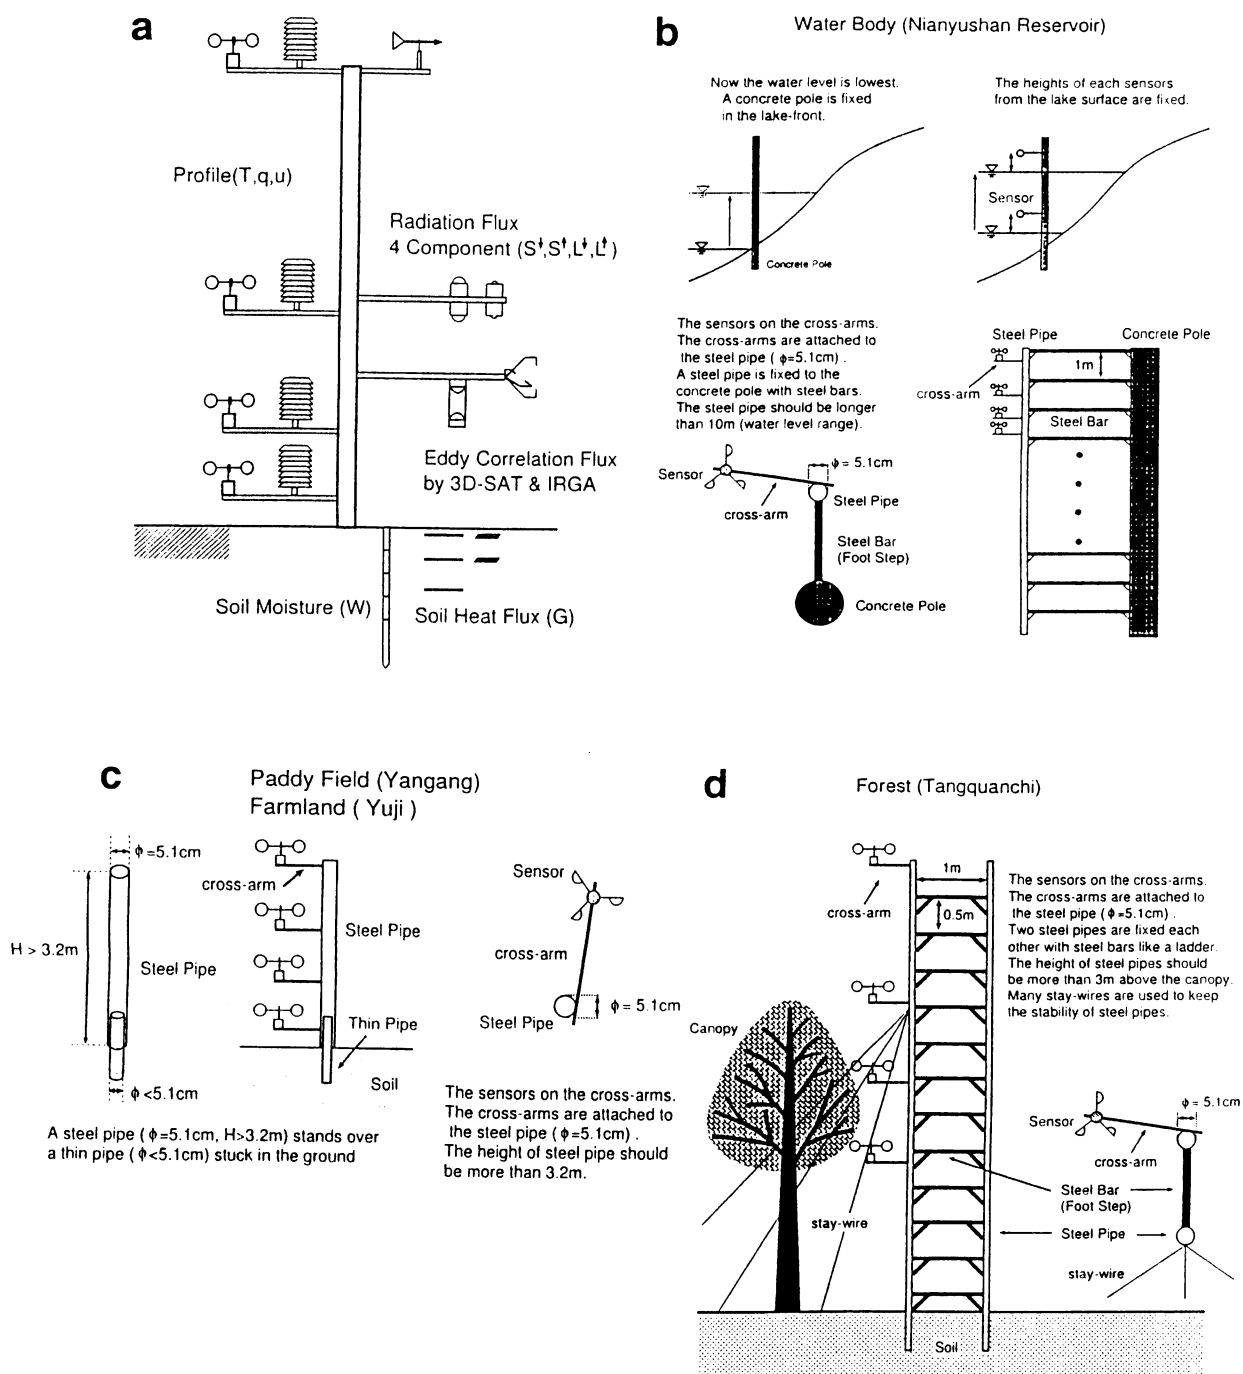 a
Profile(T,q,u)
Radiation Flux
4 Component (S↓,S↑,L↓,L↑)
Eddy Correlation Flux
by 3D-SAT & IRGA
Soil Moisture (W)
Soil Heat Flux (G)
b
Water Body (Nianyushan Reservoir)
Now the water level is lowest.
A concrete pole is fixed
in the lake-front.
Concrete Pole
The heights of each sensors
from the lake surface are fixed.
Sensor
The sensors on the cross-arms.
The cross-arms are attached to
the steel pipe ( φ=5.1cm) .
A steel pipe is fixed to the
concrete pole with steel bars.
The steel pipe should be longer
than 10m (water level range).
Sensor
φ= 5.1cm
cross-arm
Steel Pipe
Steel Bar
(Foot Step)
Concrete Pole
Steel Pipe
Concrete Pole
1m
cross-arm
Steel Bar
c
Paddy Field (Yangang)
Farmland ( Yuji )
φ=5.1cm
H > 3.2m
Steel Pipe
φ<5.1cm
cross-arm
Steel Pipe
Thin Pipe
Soil
Sensor
cross-arm
Steel Pipe
φ = 5.1cm
A steel pipe ( φ=5.1cm, H>3.2m) stands over
a thin pipe ( φ<5.1cm) stuck in the ground
The sensors on the cross-arms.
The cross-arms are attached to
the steel pipe ( φ=5.1cm) .
The height of steel pipe should
be more than 3.2m.
d
Forest (Tangquanchi)
1m
0.5m
cross-arm
Canopy
stay-wire
Soil
The sensors on the cross-arms.
The cross-arms are attached to
the steel pipe ( φ=5.1cm) .
Two steel pipes are fixed each
other with steel bars like a ladder.
The height of steel pipes should
be more than 3m above the canopy.
Many stay-wires are used to keep
the stability of steel pipes.
φ = 5.1cm
Sensor
cross-arm
Steel Bar
(Foot Step)
Steel Pipe
stay-wire